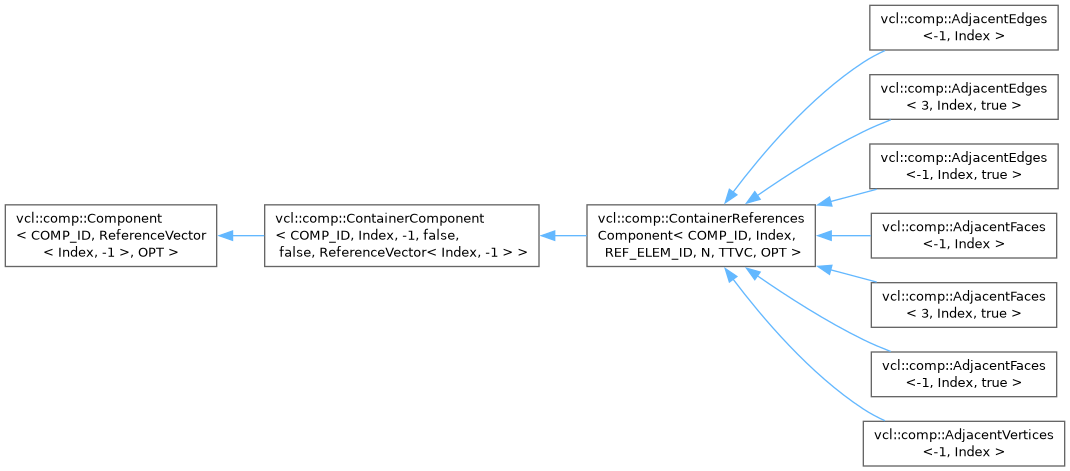 vcl::comp::Component
< COMP_ID, ReferenceVector
< Index, -1 >, OPT >
vcl::comp::ContainerComponent
< COMP_ID, Index, -1, false,
false, ReferenceVector< Index, -1 > >
vcl::comp::ContainerReferences
Component< COMP_ID, Index,
REF_ELEM_ID, N, TTVC, OPT >
vcl::comp::AdjacentEdges
<-1, Index >
vcl::comp::AdjacentEdges
< 3, Index, true >
vcl::comp::AdjacentEdges
<-1, Index, true >
vcl::comp::AdjacentFaces
<-1, Index >
vcl::comp::AdjacentFaces
< 3, Index, true >
vcl::comp::AdjacentFaces
<-1, Index, true >
vcl::comp::AdjacentVertices
<-1, Index >